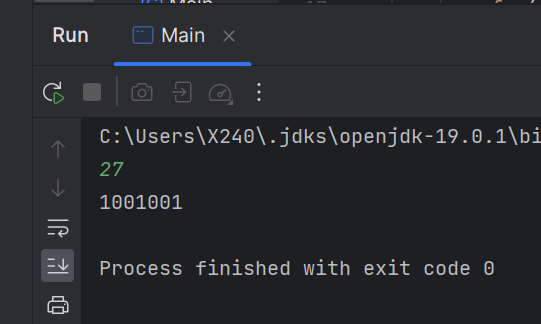 Run
Main
C:\Users\X240\.jdks\openjdk-19.0.1\bi
27
1001001
Process finished with exit code 0